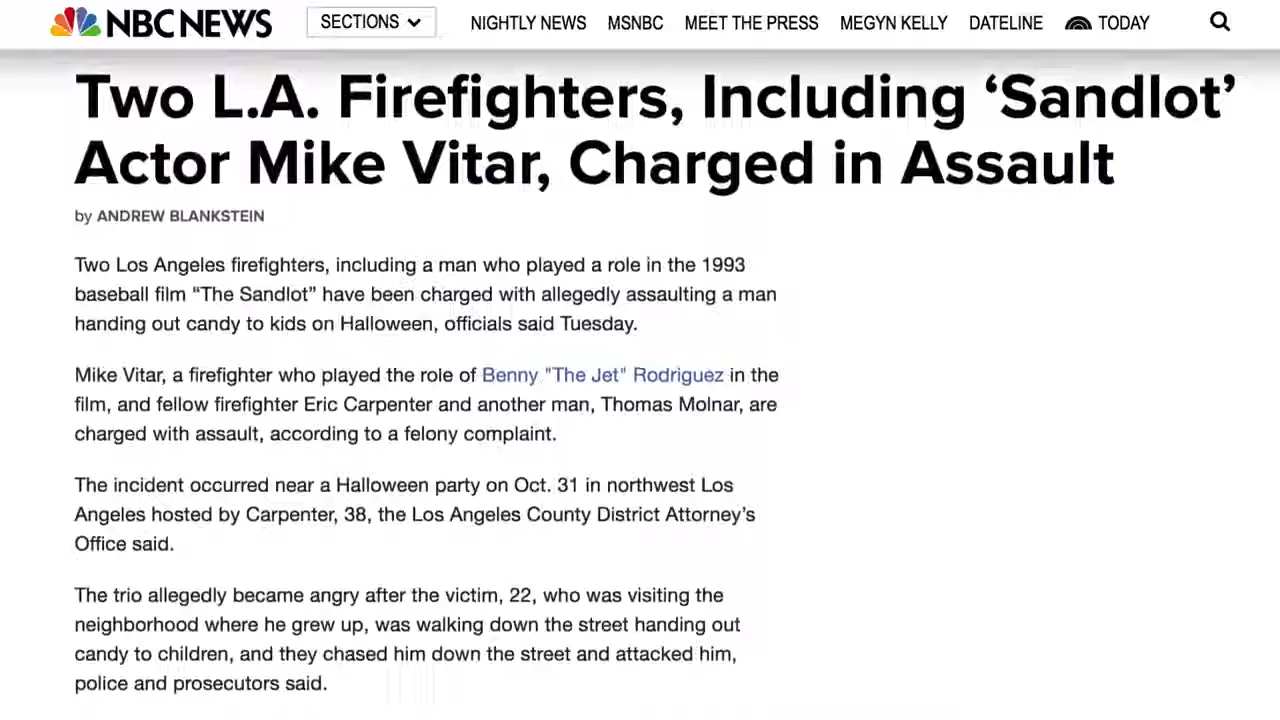 NBC NEWS SECTIONS NIGHTLY NEWS MSNBC MEET THE PRESS MEGYN KELLY DATELINE TODAY
Two L.A. Firefighters, Including ‘Sandlot’
Actor Mike Vitar, Charged in Assault
by ANDREW BLANKSTEIN
Two Los Angeles firefighters, including a man who played a role in the 1993
baseball film “The Sandlot” have been charged with allegedly assaulting a man
handing out candy to kids on Halloween, officials said Tuesday.
Mike Vitar, a firefighter who played the role of Benny "The Jet" Rodriguez in the
film, and fellow firefighter Eric Carpenter and another man, Thomas Molnar, are
charged with assault, according to a felony complaint.
The incident occurred near a Halloween party on Oct. 31 in northwest Los
Angeles hosted by Carpenter, 38, the Los Angeles County District Attorney’s
Office said.
The trio allegedly became angry after the victim, 22, who was visiting the
neighborhood where he grew up, was walking down the street handing out
candy to children, and they chased him down the street and attacked him,
police and prosecutors said.